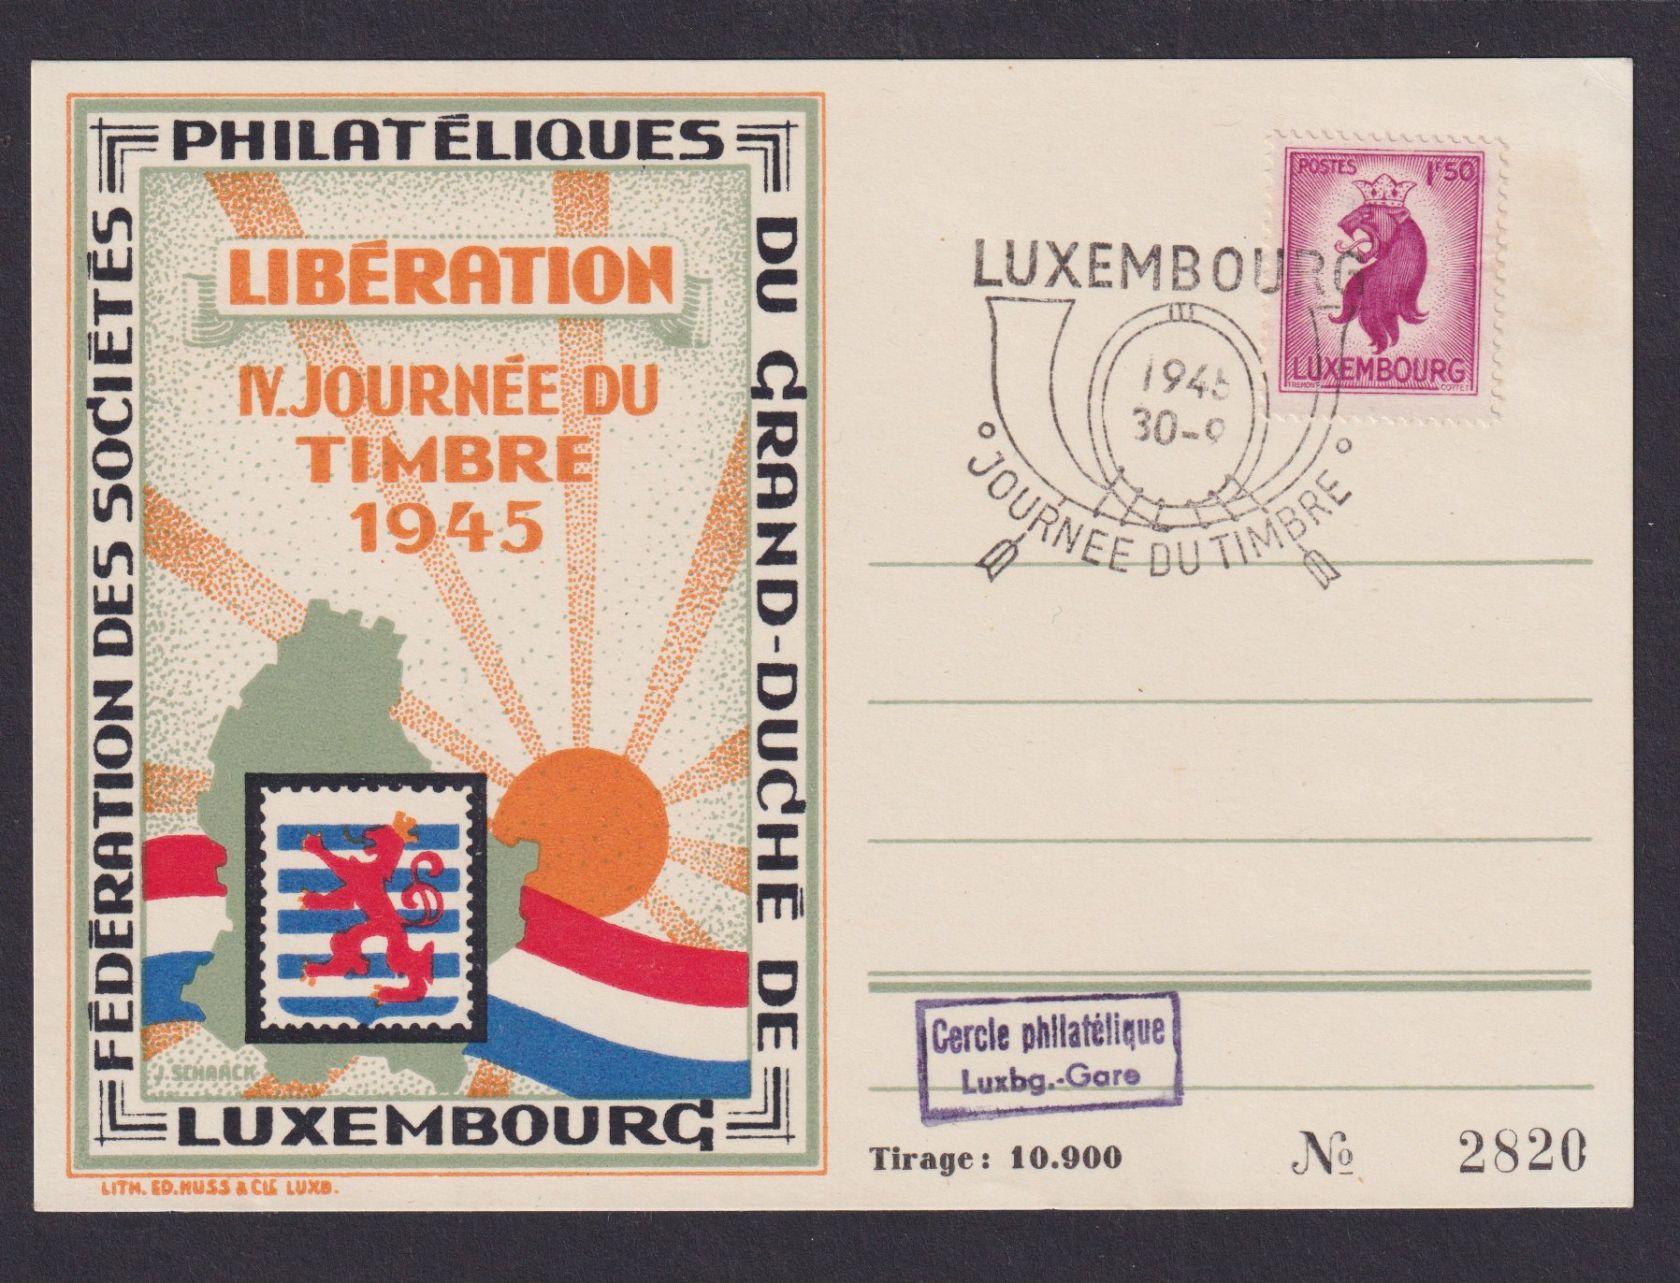 FÉDÉRATION DES SOCIÉTÉS
PHILATÉLIQUES
DU GRAND-DUCHÉ DE
LUXEMBOURG
LIBÉRATION
IV. JOURNÉE DU
TIMBRE
1945
J. SCHAACK
LITH. ED. HUSS & CIE LUXB.
POSTES 1F50
LUXEMBOURG
COTTET
LUXEMBOURG
1945
30-9
JOURNEE DU TIMBRE
Cercle philatélique
Luxbg.-Gare
Tirage: 10.900
No 2820